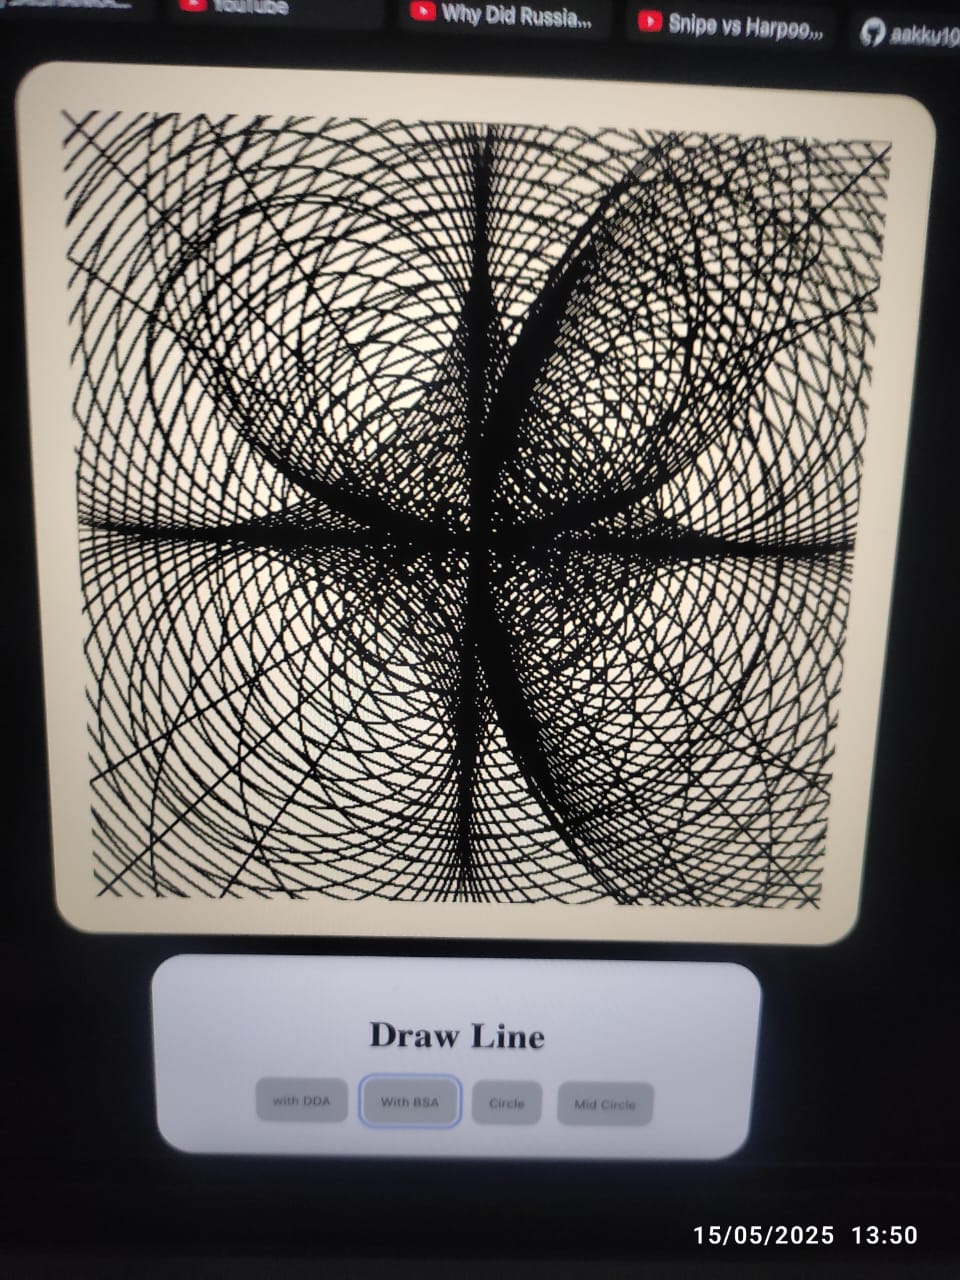 YouTube
Why Did Russia...
Snipe vs Harpoo...
aakku10
Draw Line
with DDA
With BSA
Circle
Mid Circle
15/05/2025 13:50